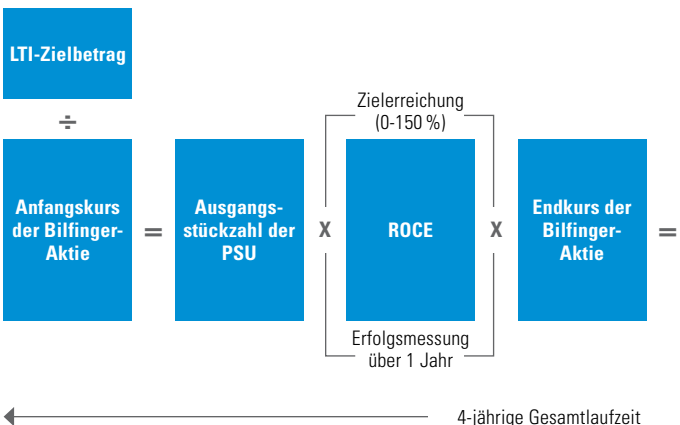 LTI-Zielbetrag
÷
Anfangskurs
der Bilfinger-
Aktie
=
Ausgangs-
stückzahl der
PSU
x
Zielerreichung
(0-150 %)
ROCE
Erfolgsmessung
über 1 Jahr
x
Endkurs der
Bilfinger-
Aktie
=
4-jährige Gesamtlaufzeit